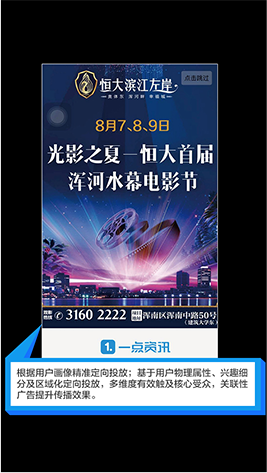 恒大滨江左岸
点击跳过
8月7、8、9日
光影之夏—恒大首届
浑河水幕电影节
3160 2222
浑南区浑南中路50号
(建筑大学东)
一点资讯
根据用户画像精准定向投放；基于用户物理属性、兴趣细
分及区域化定向投放，多维度有效触及核心受众，关联性
广告提升传播效果。